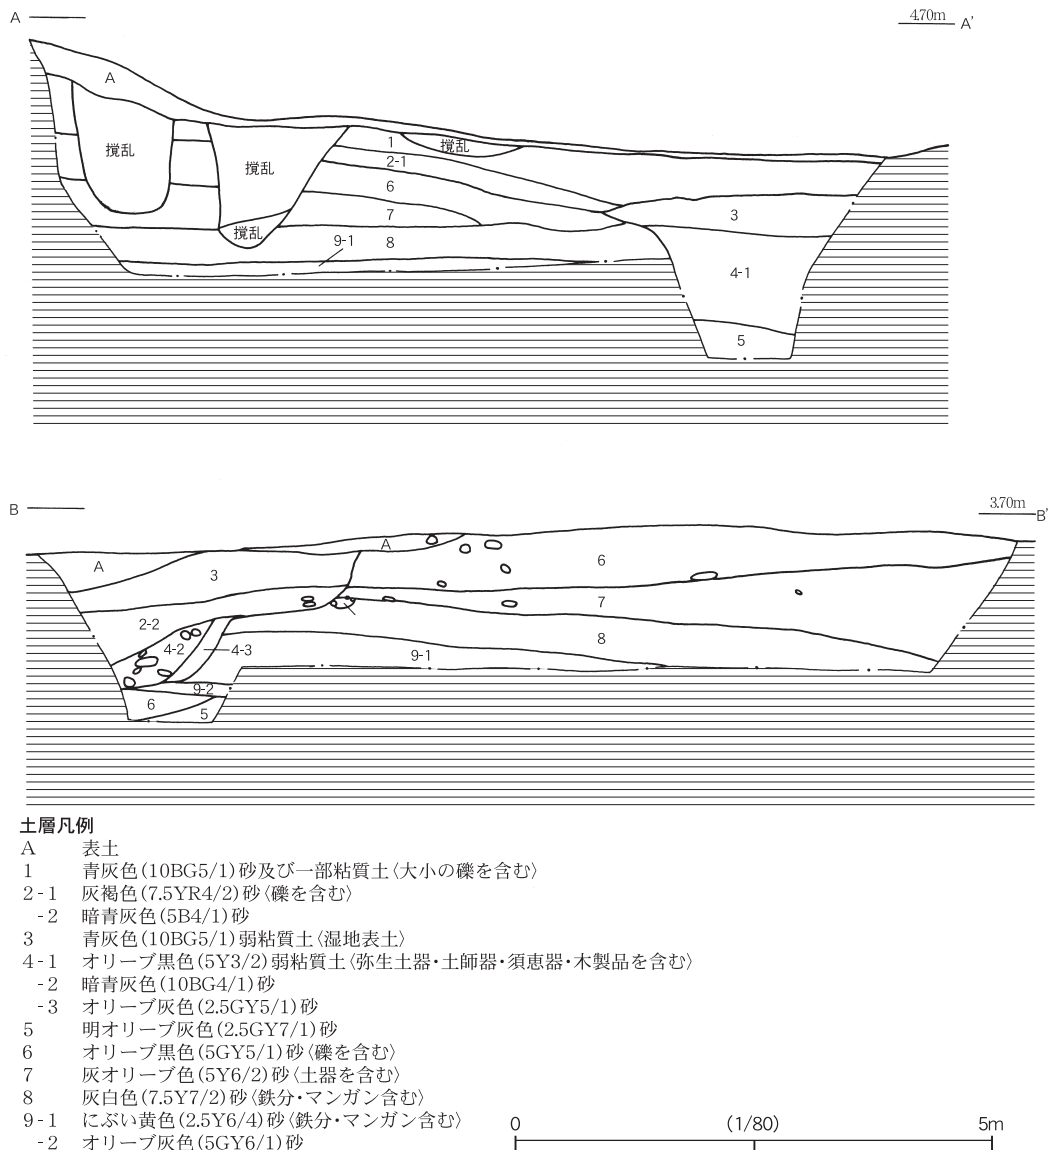 A 4.70m A'
A
撹乱
撹乱
撹乱
撹乱
1
2-1
6
7
8
9-1
3
4-1
5
B 3.70m B'
A
A
3
6
7
2-2
8
4-2
4-3
9-1
9-2
6
5
土層凡例
A 表土
1 青灰色(10BG5/1)砂及び一部粘質土〈大小の礫を含む〉
2-1 灰褐色(7.5YR4/2)砂〈礫を含む〉
-2 暗青灰色(5B4/1)砂
3 青灰色(10BG5/1)弱粘質土〈湿地表土〉
4-1 オリーブ黒色(5Y3/2)弱粘質土〈弥生土器・土師器・須恵器・木製品を含む〉
-2 暗青灰色(10BG4/1)砂
-3 オリーブ灰色(2.5GY5/1)砂
5 明オリーブ灰色(2.5GY7/1)砂
6 オリーブ黒色(5GY5/1)砂〈礫を含む〉
7 灰オリーブ色(5Y6/2)砂〈土器を含む〉
8 灰白色(7.5Y7/2)砂〈鉄分・マンガン含む〉
9-1 にぶい黄色(2.5Y6/4)砂〈鉄分・マンガン含む〉
-2 オリーブ灰色(5GY6/1)砂
0 (1/80) 5m